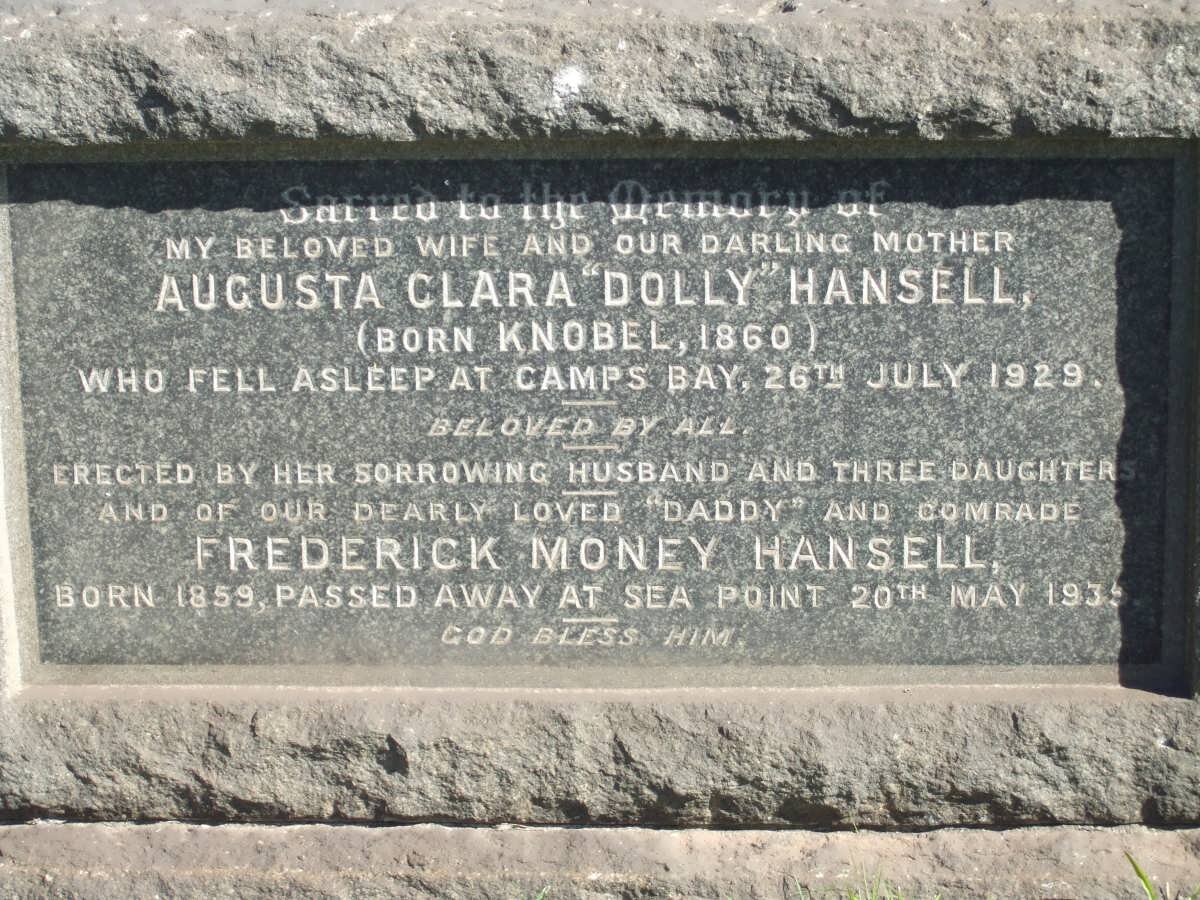 Sacred to the Memory of
MY BELOVED WIFE AND OUR DARLING MOTHER
AUGUSTA CLARA "DOLLY" HANSELL,
(BORN KNOBEL, 1860)
WHO FELL ASLEEP AT CAMPS BAY, 26TH JULY 1929.
BELOVED BY ALL.
ERECTED BY HER SORROWING HUSBAND AND THREE DAUGHTERS
AND OF OUR DEARLY LOVED "DADDY" AND COMRADE
FREDERICK MONEY HANSELL,
BORN 1859, PASSED AWAY AT SEA POINT 20TH MAY
GOD BLESS HIM.